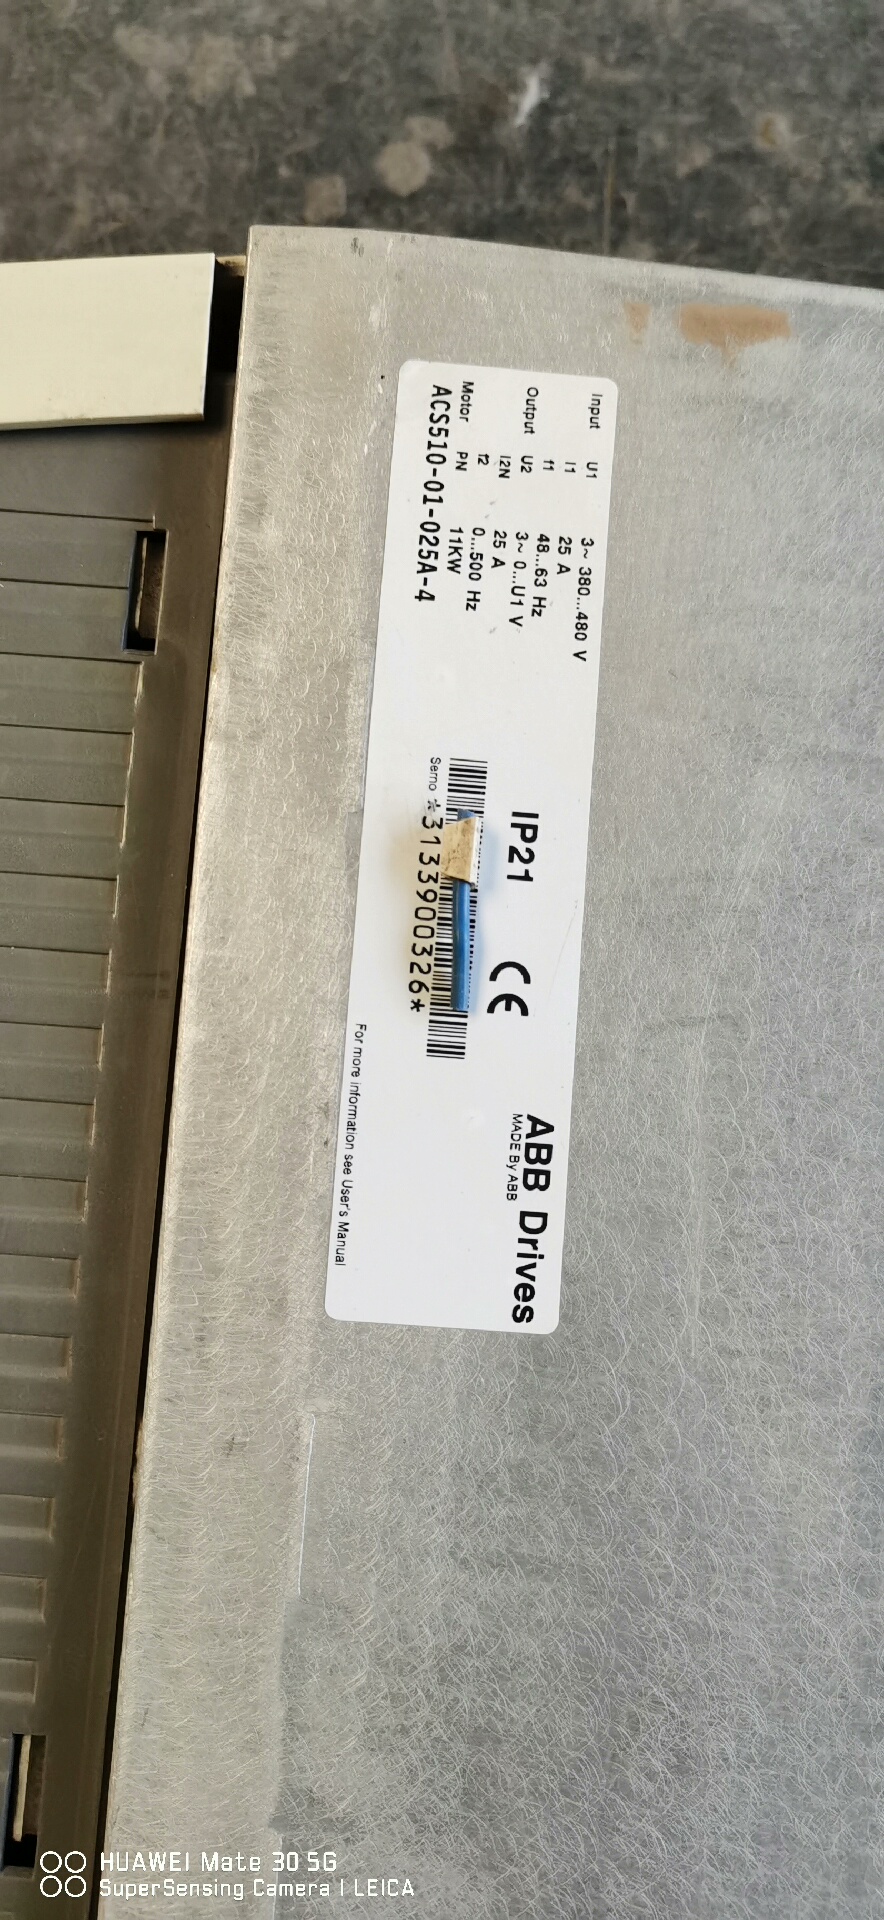 Input U1 3~ 380...480 V
I1 25 A
f1 48...63 Hz
Output U2 3~ 0...U1 V
I2N 25 A
f2 0...500 Hz
Motor PN 11KW
ACS510-01-025A-4
IP21 CE
Serno *3133900326*
ABB Drives
MADE By ABB
For more information see User's Manual
HUAWEI Mate 30 5G
SuperSensing Camera | LEICA